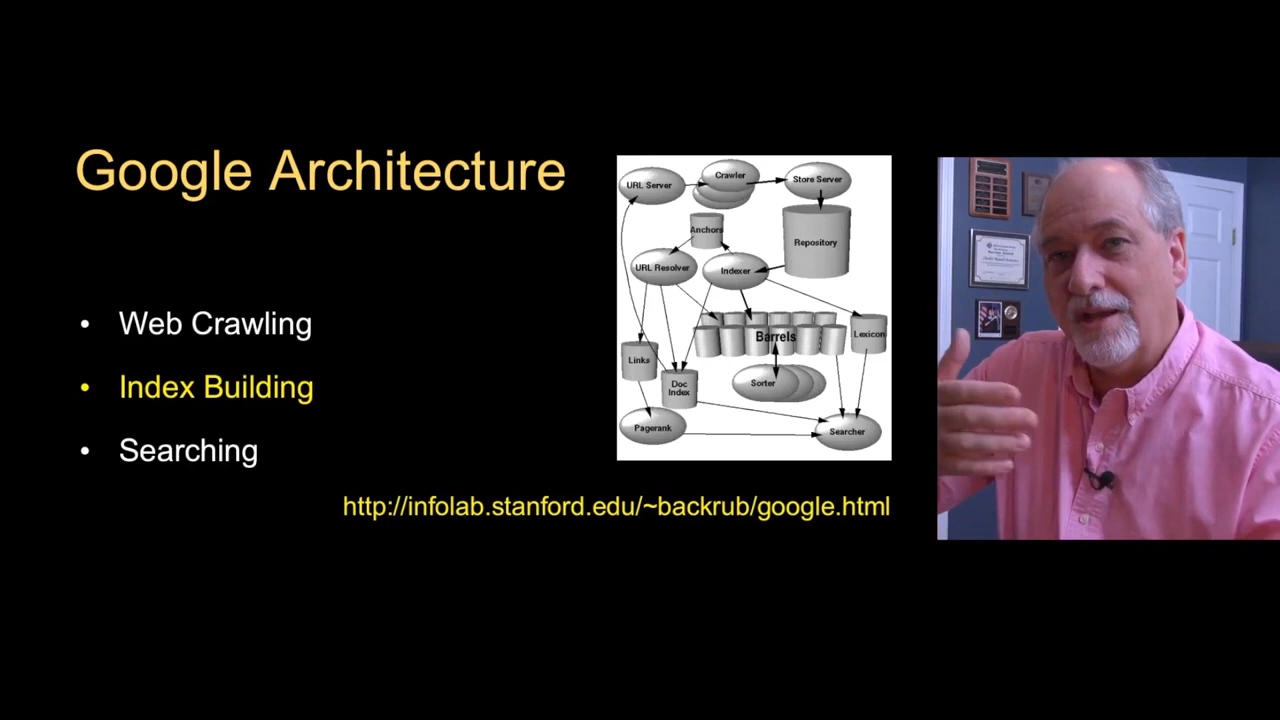 Google Architecture
• Web Crawling
• Index Building
• Searching
URL Server
Crawler
Store Server
Anchors
Repository
URL Resolver
Indexer
Barrels
Lexicon
Links
Doc
Index
Sorter
Pagerank
Searcher
http://infolab.stanford.edu/~backrub/google.html